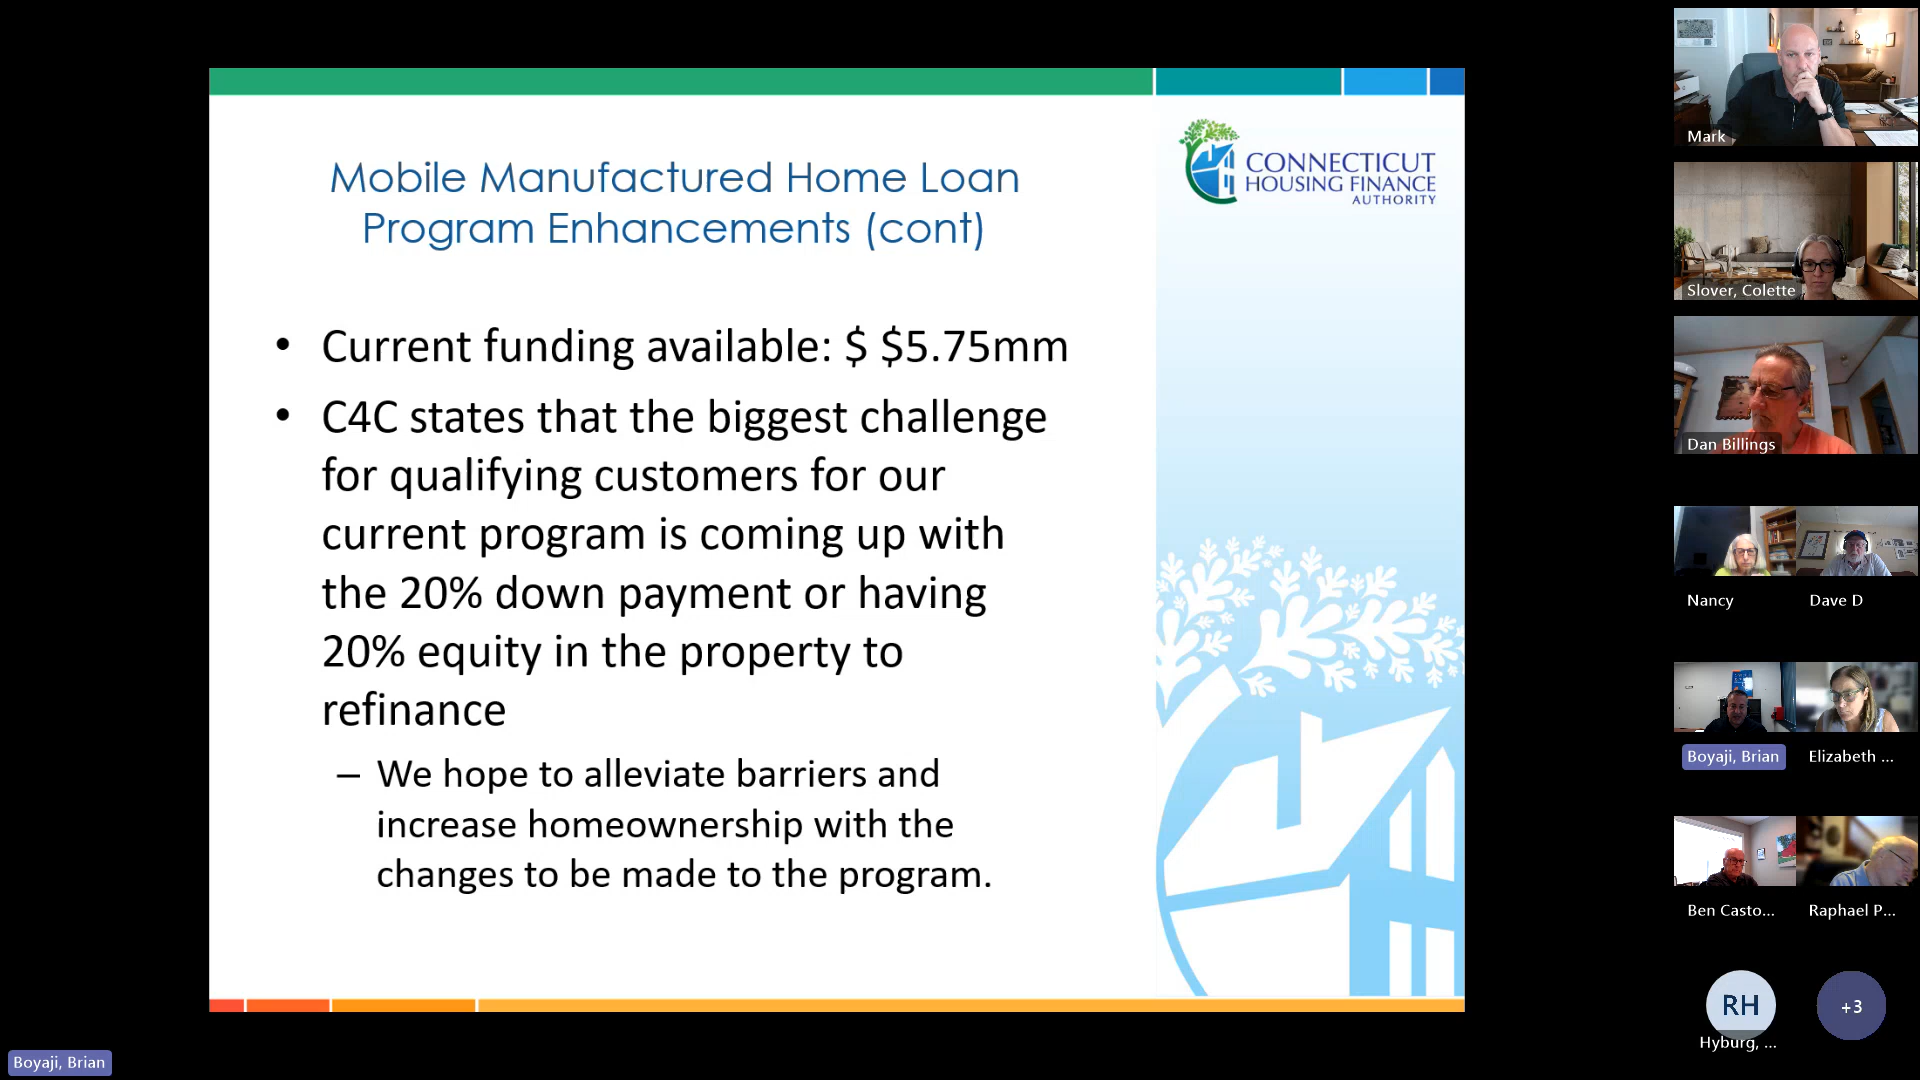 Mobile Manufactured Home Loan
Program Enhancements (cont)
CONNECTICUT
HOUSING FINANCE
AUTHORITY
• Current funding available: $ $5.75mm
• C4C states that the biggest challenge
for qualifying customers for our
current program is coming up with
the 20% down payment or having
20% equity in the property to
refinance
– We hope to alleviate barriers and
increase homeownership with the
changes to be made to the program.
Mark
Slover, Colette
Dan Billings
Nancy
Dave D
Boyaji, Brian
Elizabeth ...
Ben Casto...
Raphael P...
RH
+3
Hyburg, ...
Boyaji, Brian